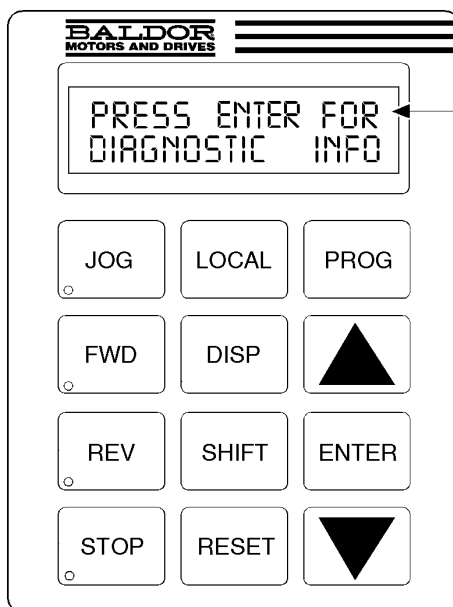 BALDOR
MOTORS AND DRIVES
PRESS ENTER FOR
DIAGNOSTIC INFO
JOG LOCAL PROG
FWD DISP
REV SHIFT ENTER
STOP RESET